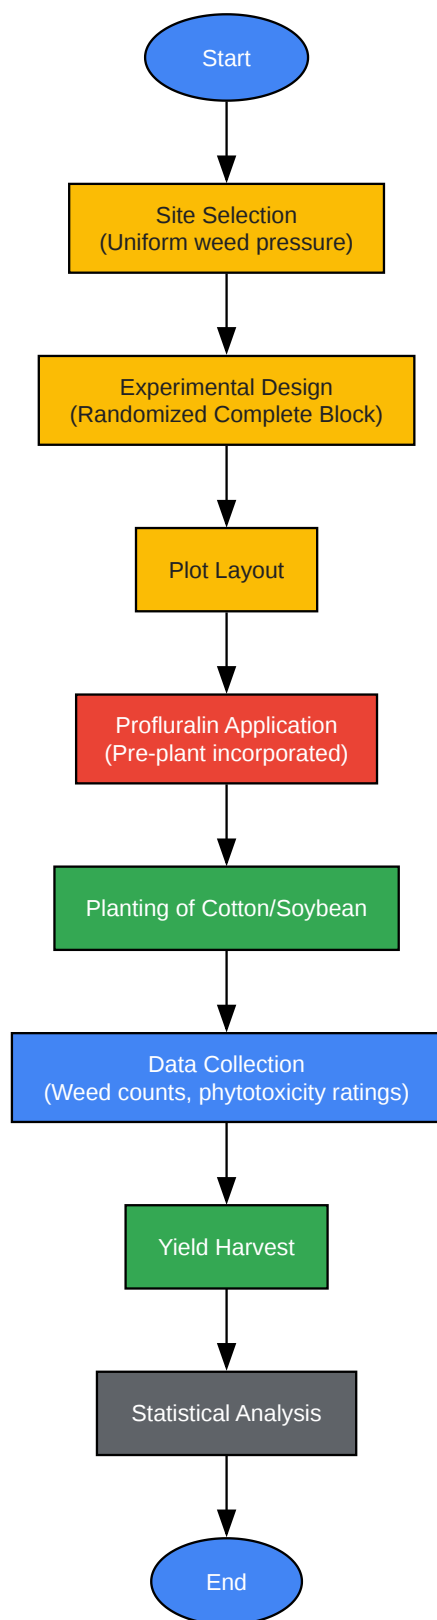 Start
Site Selection
(Uniform weed pressure)
Experimental Design
(Randomized Complete Block)
Plot Layout
Profluralin Application
(Pre-plant incorporated)
Planting of Cotton/Soybean
Data Collection
(Weed counts, phytotoxicity ratings)
Yield Harvest
Statistical Analysis
End